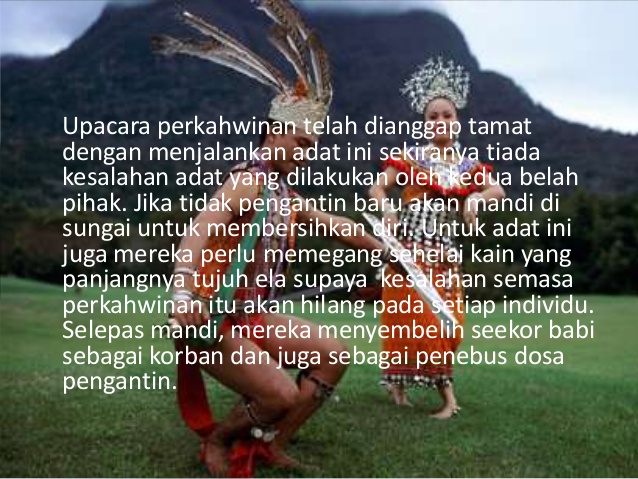 Upacara perkahwinan telah dianggap tamat
dengan menjalankan adat ini sekiranya tiada
kesalahan adat yang dilakukan oleh kedua belah
pihak. Jika tidak pengantin baru akan mandi di
sungai untuk membersihkan diri. Untuk adat ini
juga mereka perlu memegang sehelai kain yang
panjangnya tujuh ela supaya kesalahan semasa
perkahwinan itu akan hilang pada setiap individu.
Selepas mandi, mereka menyembelih seekor babi
sebagai korban dan juga sebagai penebus dosa
pengantin.